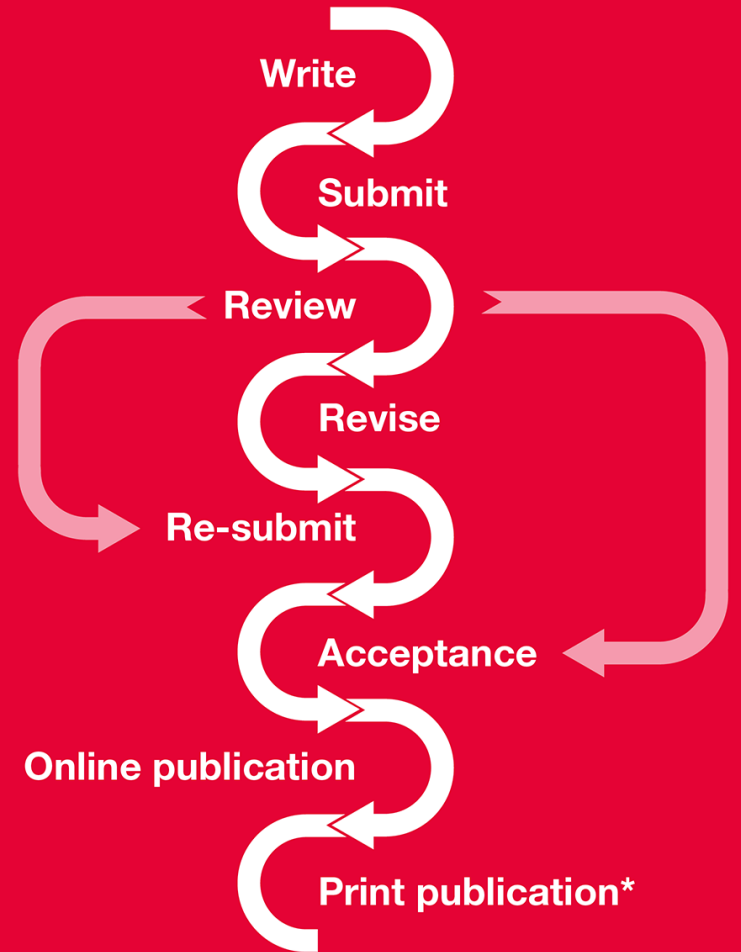 Write
Submit
Review
Revise
Re-submit
Acceptance
Online publication
Print publication*